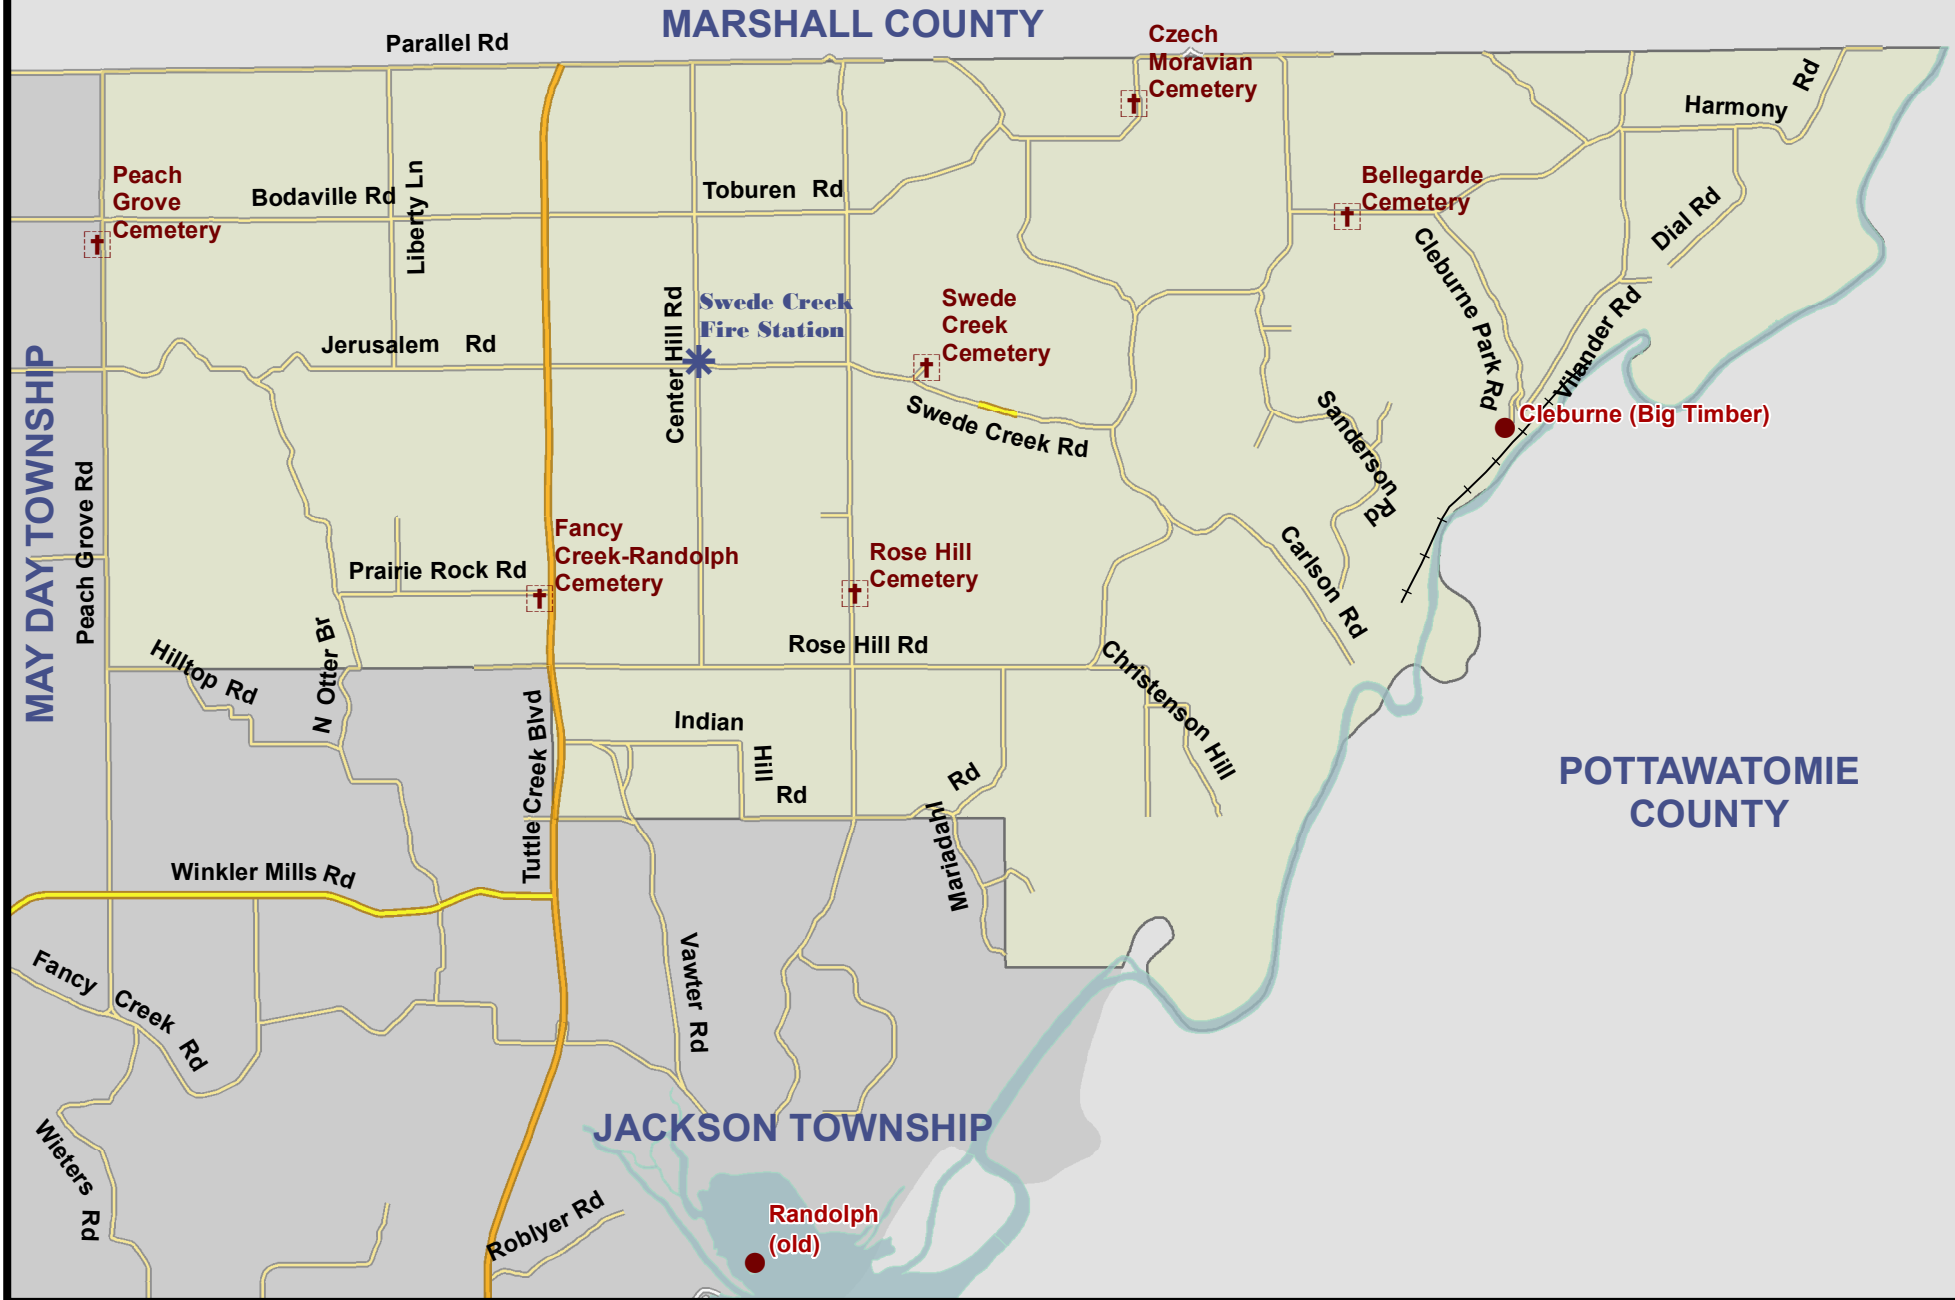 MARSHALL COUNTY
Parallel Rd
Czech
Moravian
Cemetery
Harmony Rd
Peach
Grove
Cemetery
Bodaville Rd
Liberty Ln
Toburen Rd
Bellegarde
Cemetery
Dial Rd
Cleburne Park Rd
Vilander Rd
Center Hill Rd
Swede Creek
Fire Station
Swede
Creek
Cemetery
Jerusalem Rd
MAY DAY TOWNSHIP
Peach Grove Rd
Swede Creek Rd
Sanderson Rd
Cleburne (Big Timber)
Fancy
Creek-Randolph
Cemetery
Prairie Rock Rd
Rose Hill
Cemetery
Carlson Rd
Hilltop Rd
N Otter Br
Rose Hill Rd
Christenson Hill
Tuttle Creek Blvd
Indian Hill Rd
Mariadahl Rd
POTTAWATOMIE
COUNTY
Winkler Mills Rd
Fancy Creek Rd
Vawter Rd
JACKSON TOWNSHIP
Wieters Rd
Roblyer Rd
Randolph
(old)